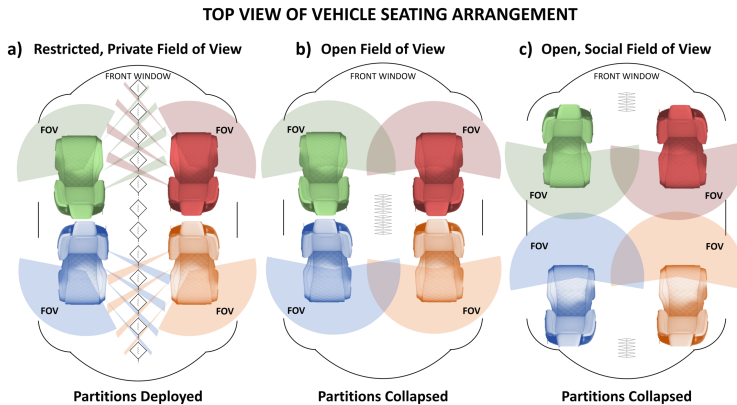 TOP VIEW OF VEHICLE SEATING ARRANGEMENT
a) Restricted, Private Field of View
b) Open Field of View
c) Open, Social Field of View
FRONT WINDOW
FRONT WINDOW
FRONT WINDOW
FOV
FOV
FOV
FOV
FOV
FOV
FOV
FOV
FOV
FOV
FOV
FOV
Partitions Deployed
Partitions Collapsed
Partitions Collapsed